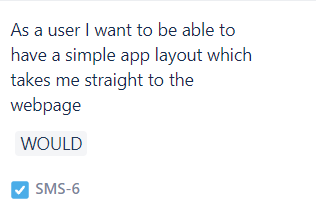 As a user I want to be able to
have a simple app layout which
takes me straight to the
webpage
WOULD
SMS-6